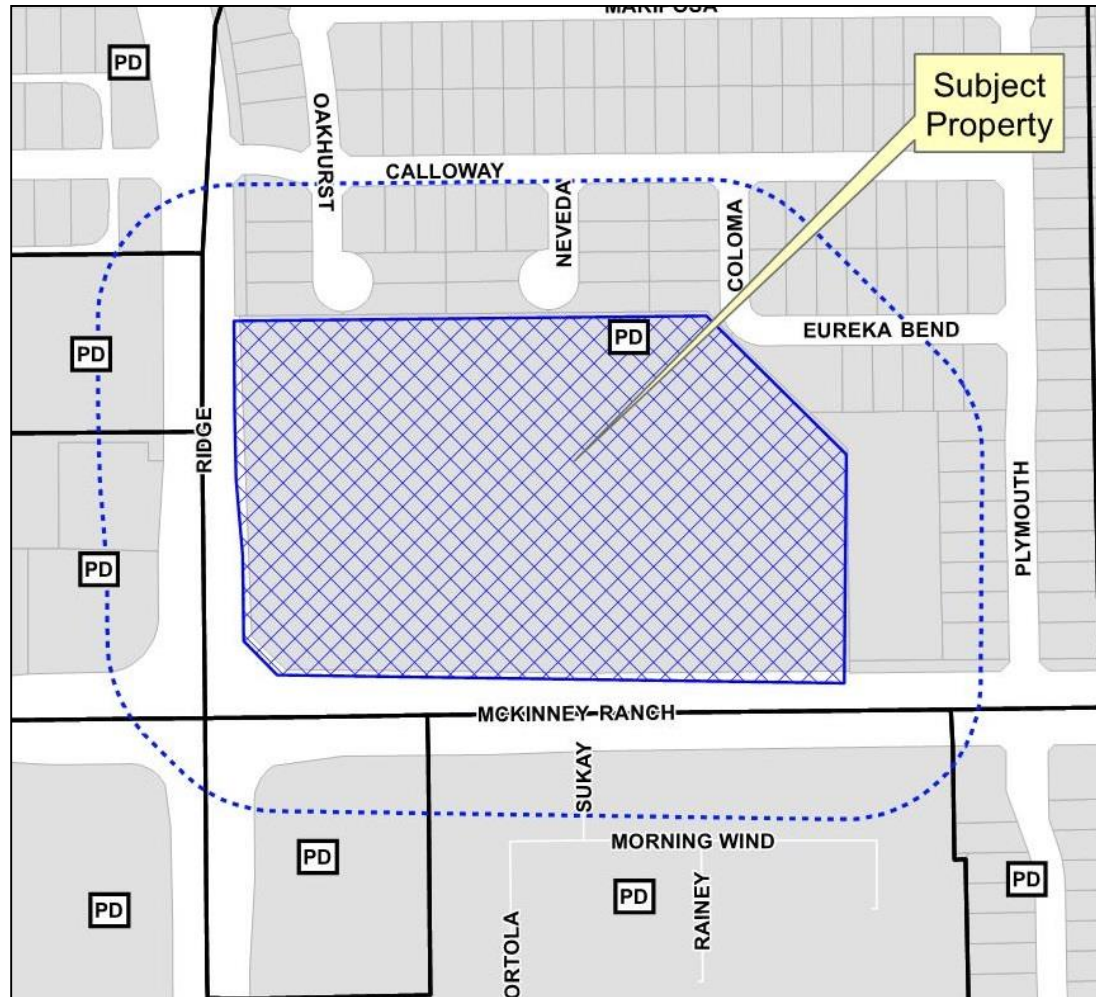 MARIPOSA
PD
Subject
Property
OAKHURST
CALLOWAY
NEVEDA
COLOMA
PD
EUREKA BEND
PD
RIDGE
PLYMOUTH
PD
MCKINNEY RANCH
SUKAY
MORNING WIND
PD
PD
PD
RAINEY
PD
ORTOLA